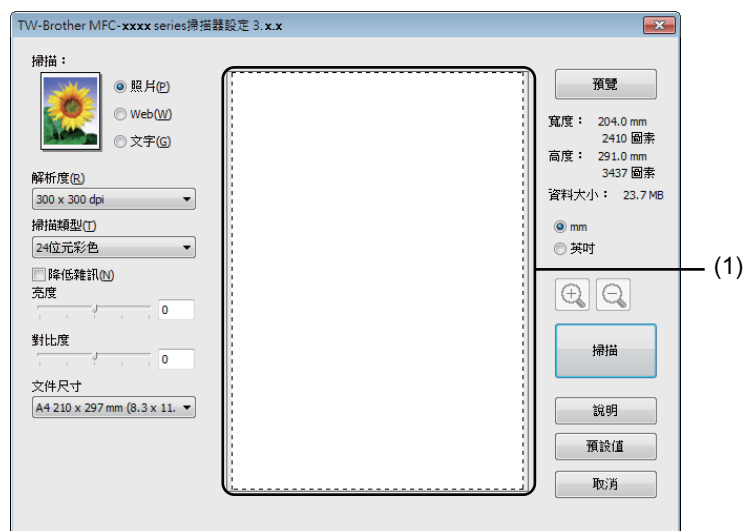 TW-Brother MFC-xxxx series掃描器設定 3.x.x
掃描：
照片(P)
Web(W)
文字(G)
解析度(R)
300 x 300 dpi
掃描類型(T)
24位元彩色
降低雜訊(N)
亮度
0
對比度
0
文件尺寸
A4 210 x 297 mm (8.3 x 11.
預覽
寬度： 204.0 mm
2410 圖素
高度： 291.0 mm
3437 圖素
資料大小： 23.7 MB
mm
英吋
(1)
掃描
說明
預設值
取消